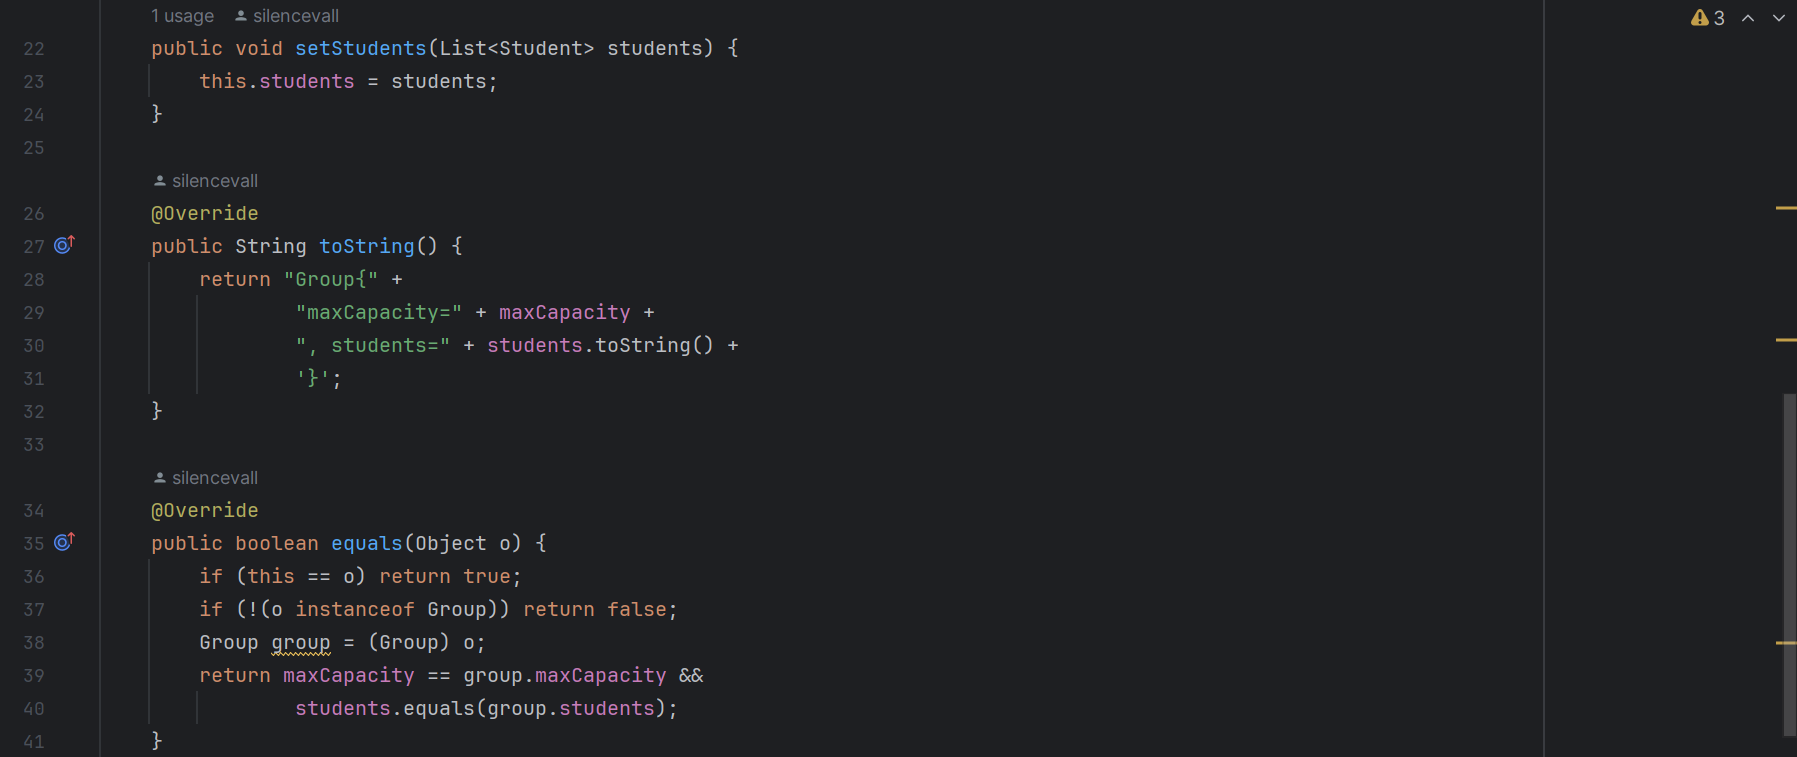 1 usage silencevall
3
22 public void setStudents(List<Student> students) {
23 this.students = students;
24 }
25
silencevall
26 @Override
27 public String toString() {
28 return "Group{" +
29 "maxCapacity=" + maxCapacity +
30 ", students=" + students.toString() +
31 '}';
32 }
33
silencevall
34 @Override
35 public boolean equals(Object o) {
36 if (this == o) return true;
37 if (!(o instanceof Group)) return false;
38 Group group = (Group) o;
39 return maxCapacity == group.maxCapacity &&
40 students.equals(group.students);
41 }